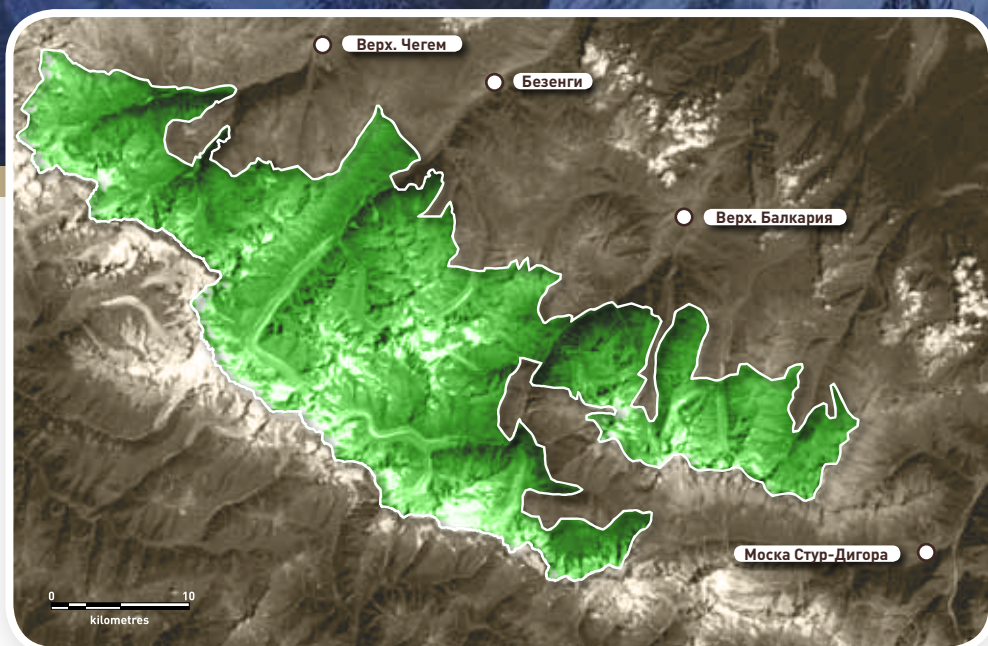 Верх. Чегем
Безенги
Верх. Балкария
Моска Стур-Дигора
0 10
kilometres